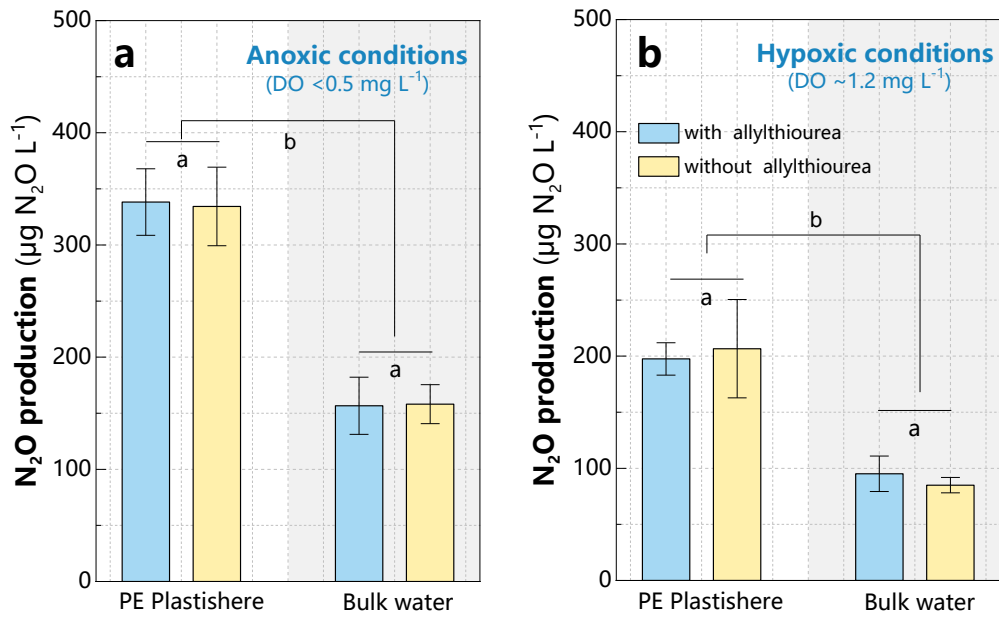 a
Anoxic conditions
(DO <0.5 mg L⁻¹)
N₂O production (µg N₂O L⁻¹)
500
400
300
200
100
0
a
b
a
PE Plastishere
Bulk water
b
Hypoxic conditions
(DO ~1.2 mg L⁻¹)
with allylthiourea
without allylthiourea
N₂O production (µg N₂O L⁻¹)
500
400
300
200
100
0
a
b
a
PE Plastishere
Bulk water